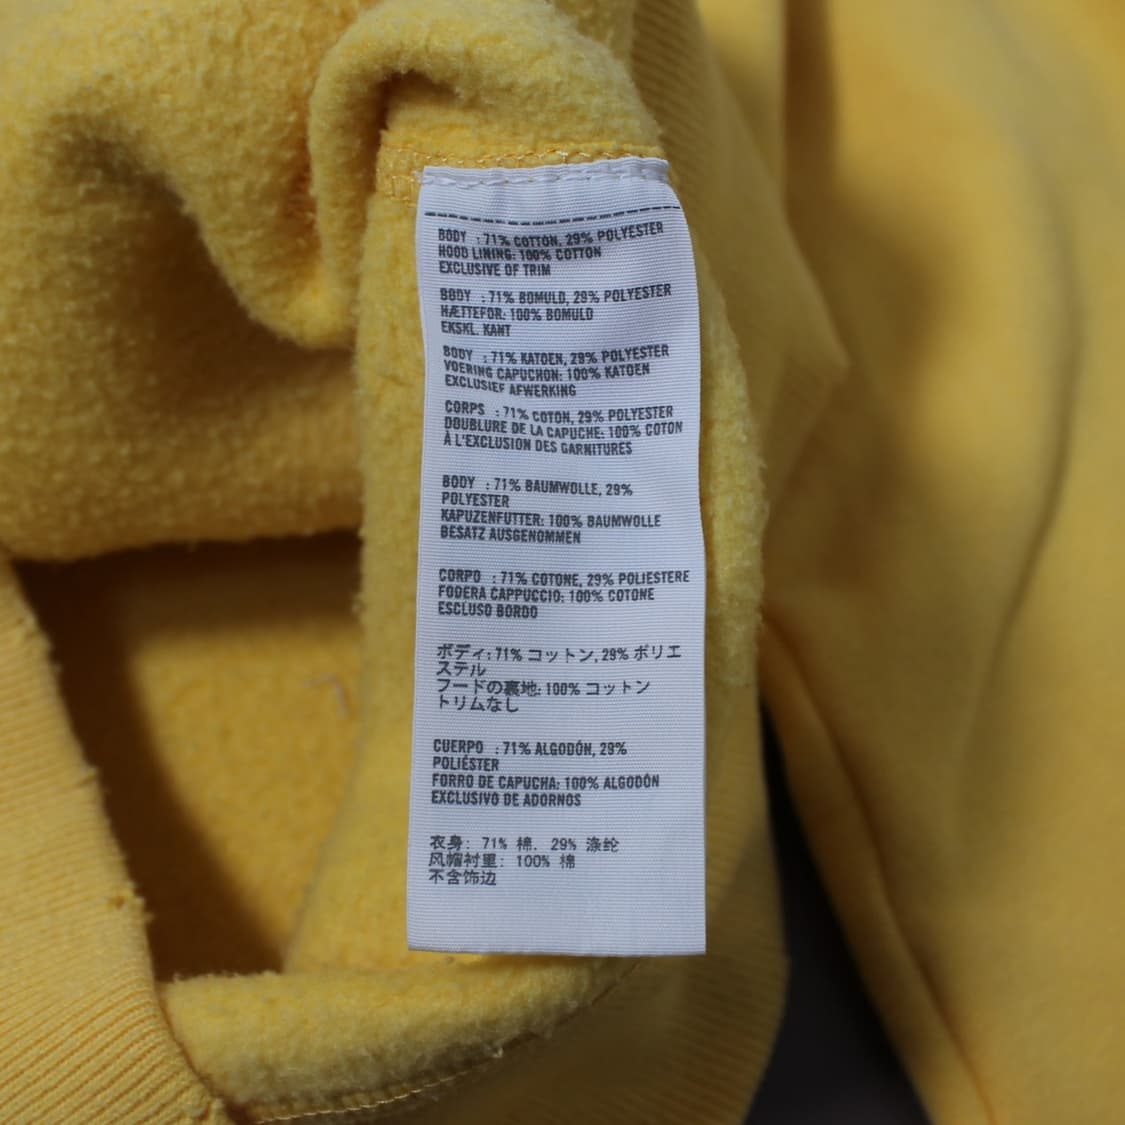 BODY : 71% COTTON, 29% POLYESTER
HOOD LINING: 100% COTTON
EXCLUSIVE OF TRIM
BODY : 71% BOMULD, 29% POLYESTER
HÆTTEFOR: 100% BOMULD
EKSKL. KANT
BODY : 71% KATOEN, 29% POLYESTER
VOERING CAPUCHON: 100% KATOEN
EXCLUSIEF AFWERKING
CORPS : 71% COTON, 29% POLYESTER
DOUBLURE DE LA CAPUCHE: 100% COTON
À L'EXCLUSION DES GARNITURES
BODY : 71% BAUMWOLLE, 29%
POLYESTER
KAPUZENFUTTER: 100% BAUMWOLLE
BESATZ AUSGENOMMEN
CORPO : 71% COTONE, 29% POLIESTERE
FODERA CAPPUCCIO: 100% COTONE
ESCLUSO BORDO
ボディ: 71% コットン, 29% ポリエ
ステル
フードの裏地: 100% コットン
トリムなし
CUERPO : 71% ALGODÓN, 29%
POLIÉSTER
FORRO DE CAPUCHA: 100% ALGODÓN
EXCLUSIVO DE ADORNOS
衣身: 71% 棉, 29% 涤纶
风帽衬里: 100% 棉
不含饰边